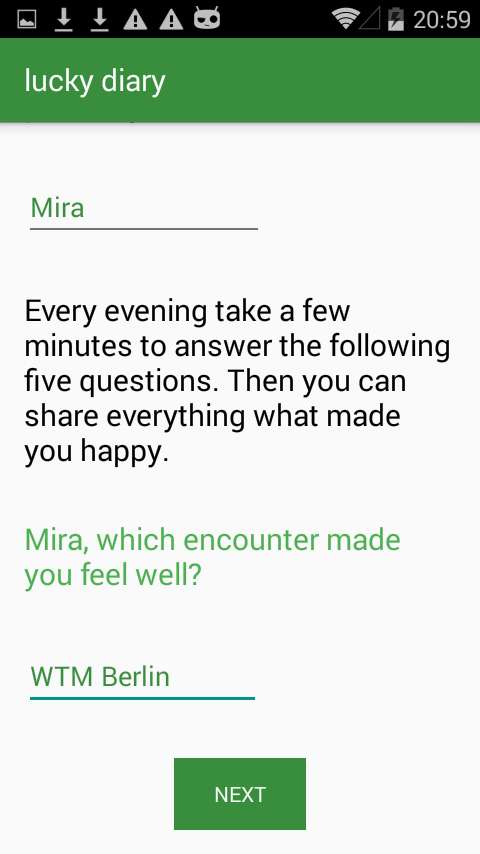 20:59
lucky diary
Mira
Every evening take a few
minutes to answer the following
five questions. Then you can
share everything what made
you happy.
Mira, which encounter made
you feel well?
WTM Berlin
NEXT